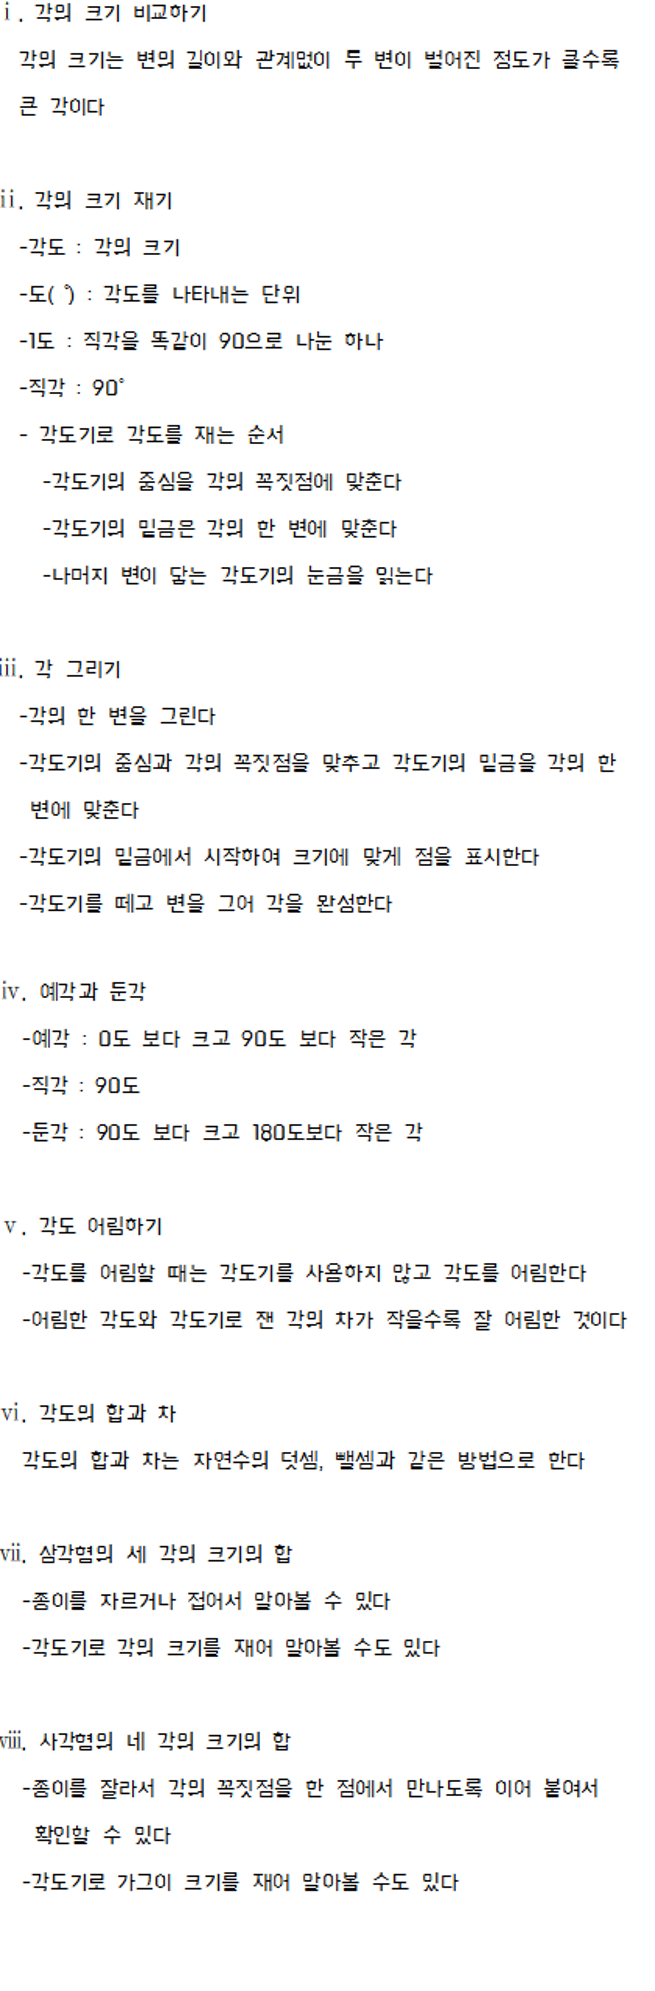 ⅰ. 각의 크기 비교하기
각의 크기는 변의 길이와 관계없이 두 변이 벌어진 정도가 클수록
큰 각이다
ⅱ. 각의 크기 재기
-각도 : 각의 크기
-도( °) : 각도를 나타내는 단위
-1도 : 직각을 똑같이 90으로 나눈 하나
-직각 : 90°
- 각도기로 각도를 재는 순서
-각도기의 중심을 각의 꼭짓점에 맞춘다
-각도기의 밑금은 각의 한 변에 맞춘다
-나머지 변이 닿는 각도기의 눈금을 읽는다
ⅲ. 각 그리기
-각의 한 변을 그린다
-각도기의 중심과 각의 꼭짓점을 맞추고 각도기의 밑금을 각의 한
변에 맞춘다
-각도기의 밑금에서 시작하여 크기에 맞게 점을 표시한다
-각도기를 떼고 변을 그어 각을 완성한다
ⅳ. 예각과 둔각
-예각 : 0도 보다 크고 90도 보다 작은 각
-직각 : 90도
-둔각 : 90도 보다 크고 180도보다 작은 각
ⅴ. 각도 어림하기
-각도를 어림할 때는 각도기를 사용하지 않고 각도를 어림한다
-어림한 각도와 각도기로 잰 각의 차가 작을수록 잘 어림한 것이다
ⅵ. 각도의 합과 차
각도의 합과 차는 자연수의 덧셈, 뺄셈과 같은 방법으로 한다
ⅶ. 삼각형의 세 각의 크기의 합
-종이를 자르거나 접어서 알아볼 수 있다
-각도기로 각의 크기를 재어 알아볼 수도 있다
ⅷ. 사각형의 네 각의 크기의 합
-종이를 잘라서 각의 꼭짓점을 한 점에서 만나도록 이어 붙여서
확인할 수 있다
-각도기로 가그이 크기를 재어 알아볼 수도 있다